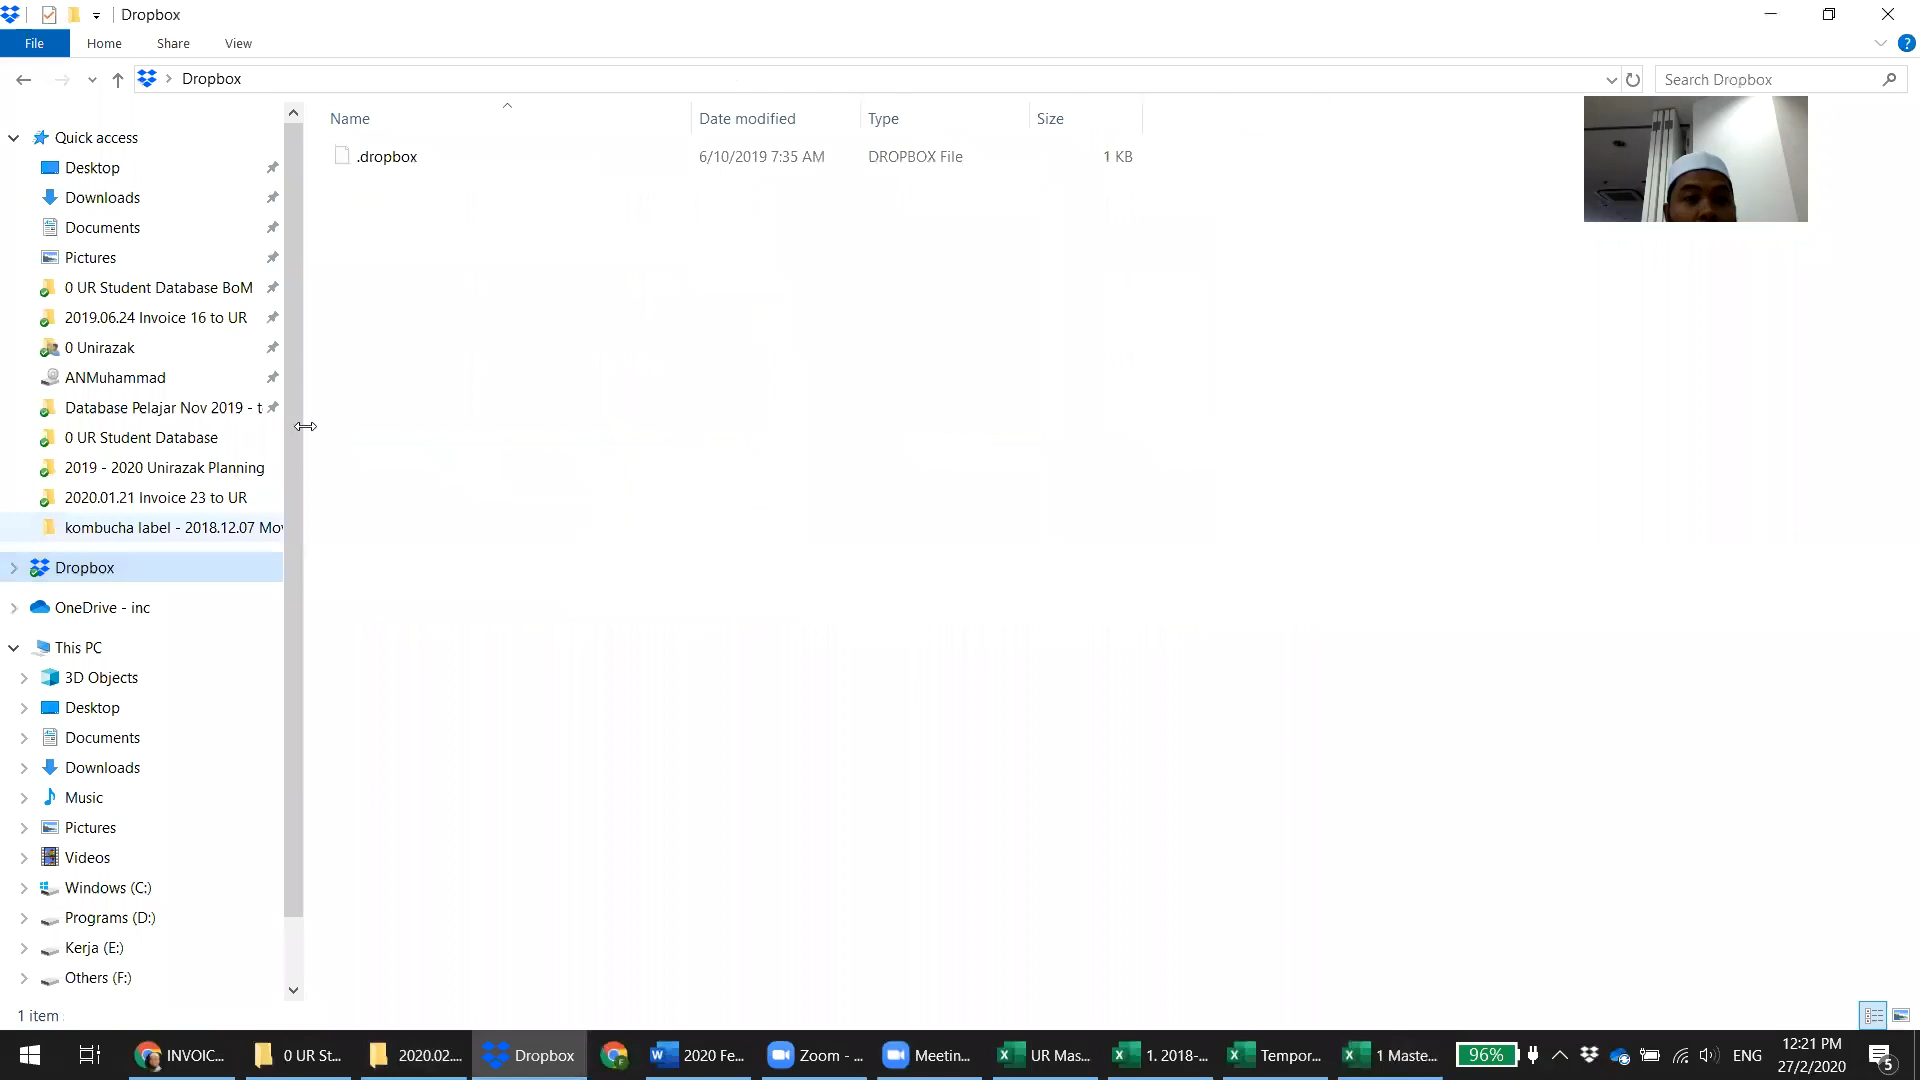 Dropbox
File Home Share View
Dropbox
Search Dropbox
Name Date modified Type Size
.dropbox 6/10/2019 7:35 AM DROPBOX File 1 KB
Quick access
Desktop
Downloads
Documents
Pictures
0 UR Student Database BoM
2019.06.24 Invoice 16 to UR
0 Unirazak
ANMuhammad
Database Pelajar Nov 2019 - t
0 UR Student Database
2019 - 2020 Unirazak Planning
2020.01.21 Invoice 23 to UR
kombucha label - 2018.12.07 Mov
Dropbox
OneDrive - inc
This PC
3D Objects
Desktop
Documents
Downloads
Music
Pictures
Videos
Windows (C:)
Programs (D:)
Kerja (E:)
Others (F:)
1 item
INVOIC... 0 UR St... 2020.02.... Dropbox 2020 Fe... Zoom - ... Meetin... UR Mas... 1. 2018-... Tempor... 1 Maste... 96% ENG 12:21 PM 5
27/2/2020